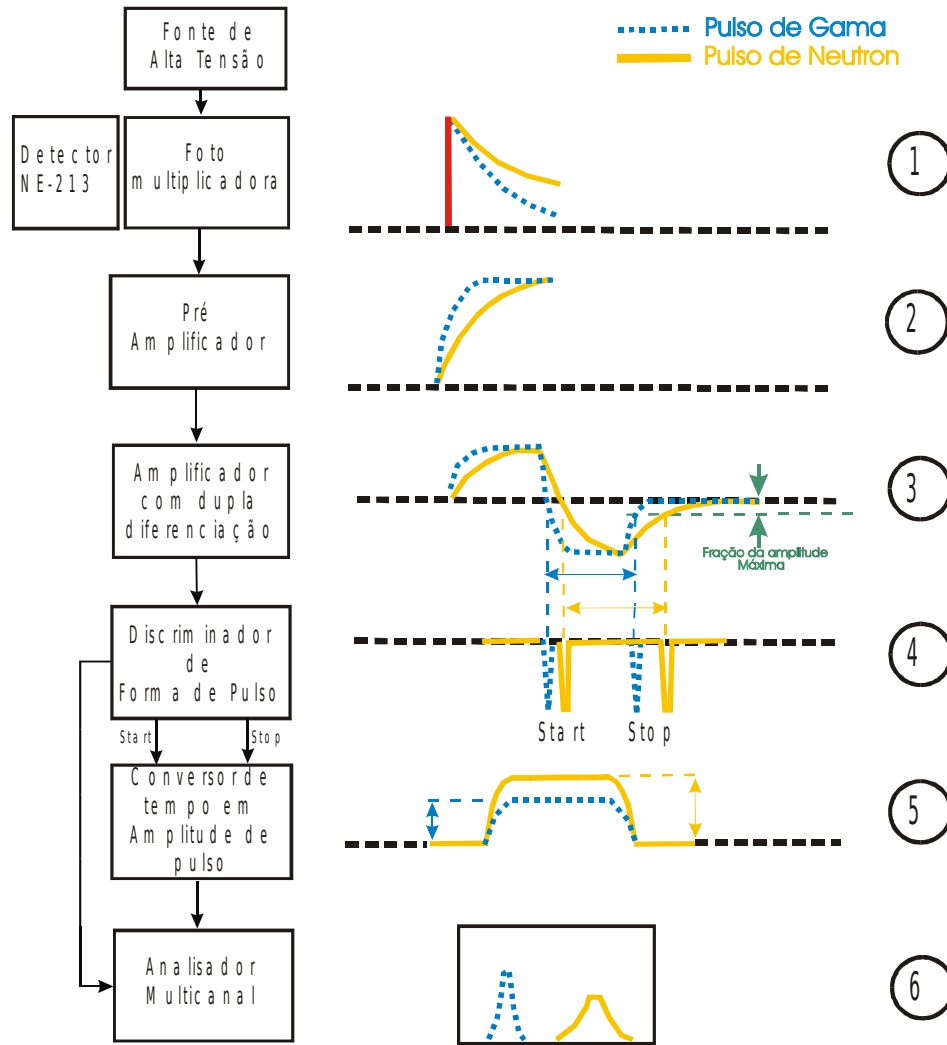 Fonte de
Alta Tensão
Pulso de Gama
Pulso de Neutron
Detector
NE-213
Foto
multiplicadora
1
Pré
Amplificador
2
Amplificador
com dupla
diferenciação
3
Fração da amplitude
Máxima
Discriminador
de
Forma de Pulso
4
Start
Stop
Start
Stop
Conversor de
tempo em
Amplitude de
pulso
5
Analisador
Multicanal
6